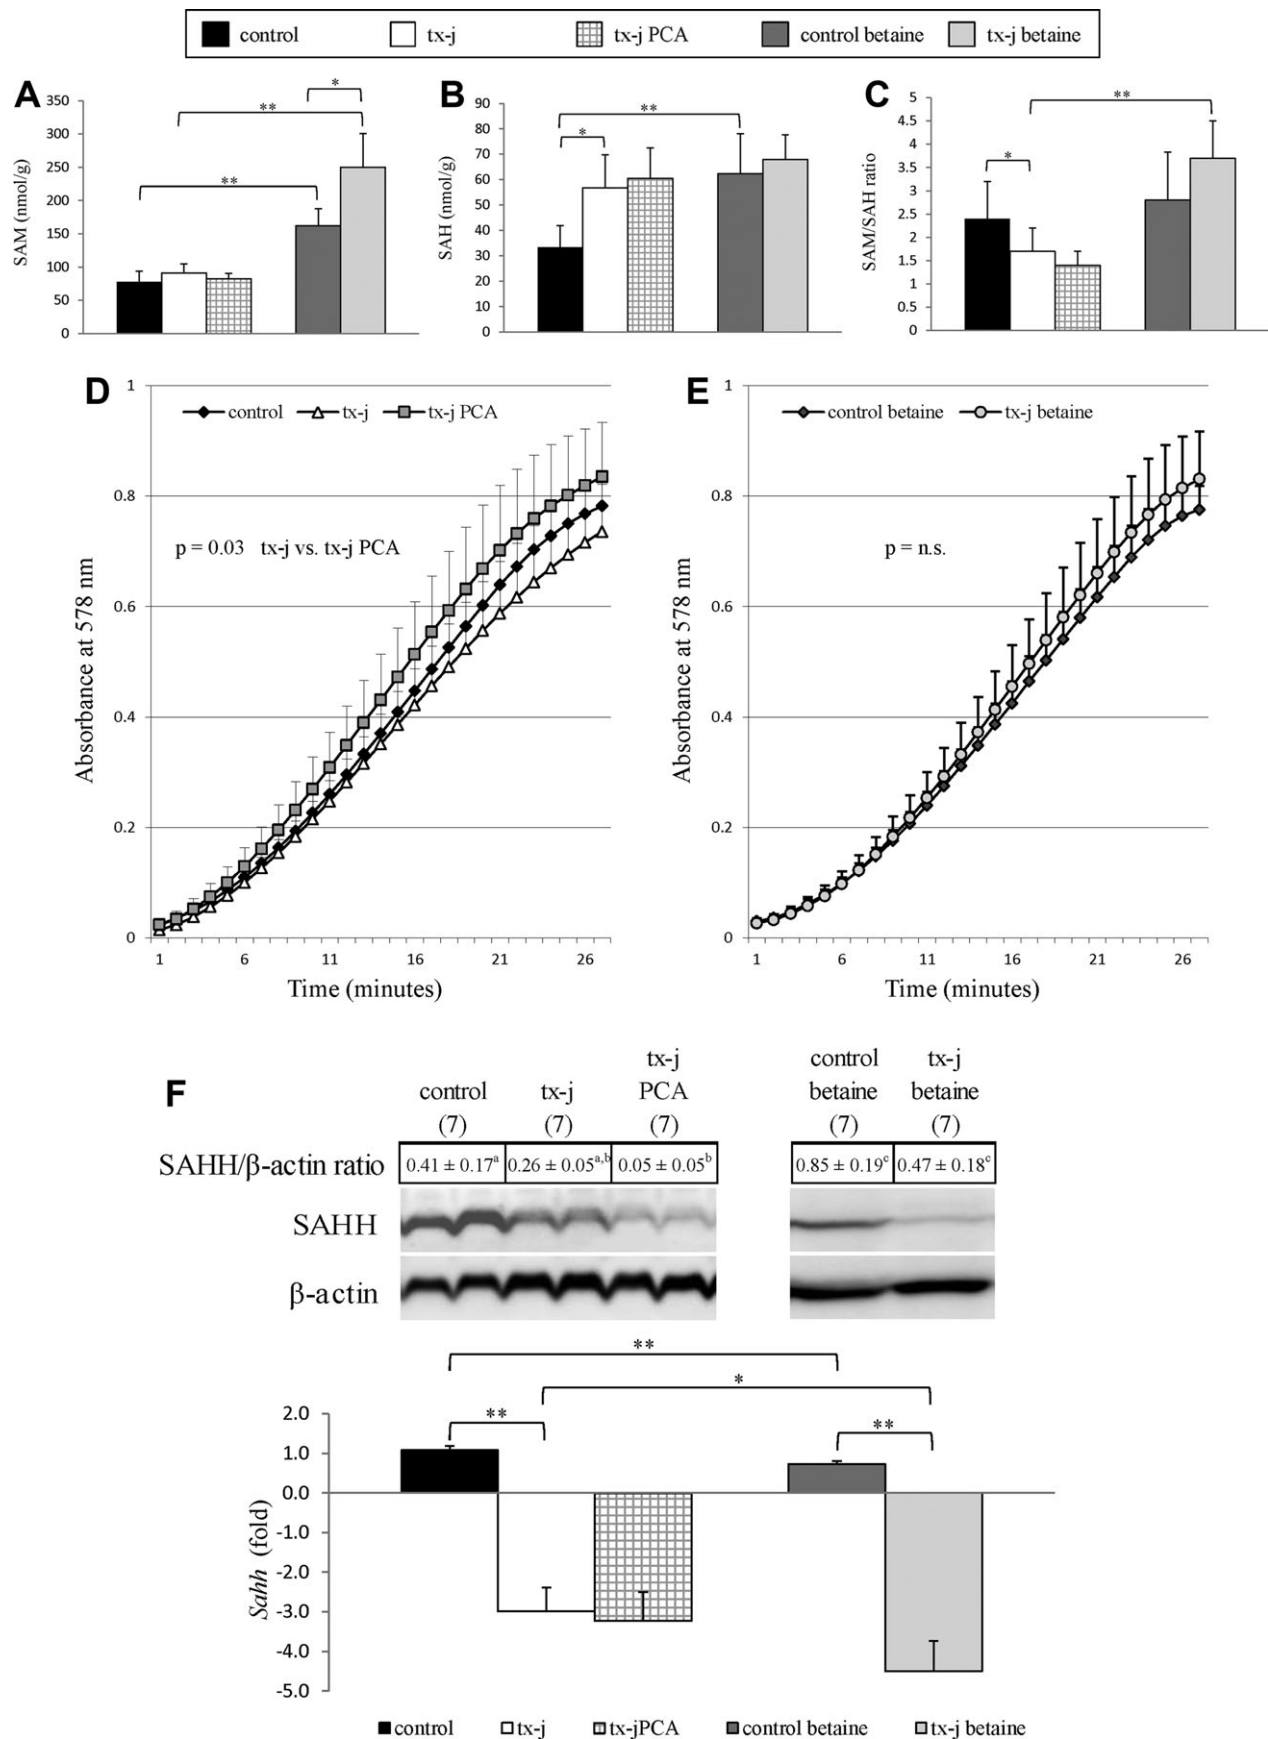 control tx-j tx-j PCA control betaine tx-j betaine
A
SAM (nmol/g)
350
300
250
200
150
100
50
0
**
**
*
B
SAH (nmol/g)
90
80
70
60
50
40
30
20
10
0
*
**
C
SAM/SAH ratio
5
4.5
4
3.5
3
2.5
2
1.5
1
0.5
0
*
**
D
control tx-j tx-j PCA
p = 0.03 tx-j vs. tx-j PCA
Absorbance at 578 nm
1
0.8
0.6
0.4
0.2
0
1 6 11 16 21 26
Time (minutes)
E
control betaine tx-j betaine
p = n.s.
Absorbance at 578 nm
1
0.8
0.6
0.4
0.2
0
1 6 11 16 21 26
Time (minutes)
F
control (7)
tx-j (7)
tx-j PCA (7)
control betaine (7)
tx-j betaine (7)
SAHH/β-actin ratio
0.41 ± 0.17a 0.26 ± 0.05a,b 0.05 ± 0.05b 0.85 ± 0.19c 0.47 ± 0.18c
SAHH
β-actin
**
*
**
**
Sahh (fold)
2.0
1.0
0.0
-1.0
-2.0
-3.0
-4.0
-5.0
control tx-j tx-jPCA control betaine tx-j betaine